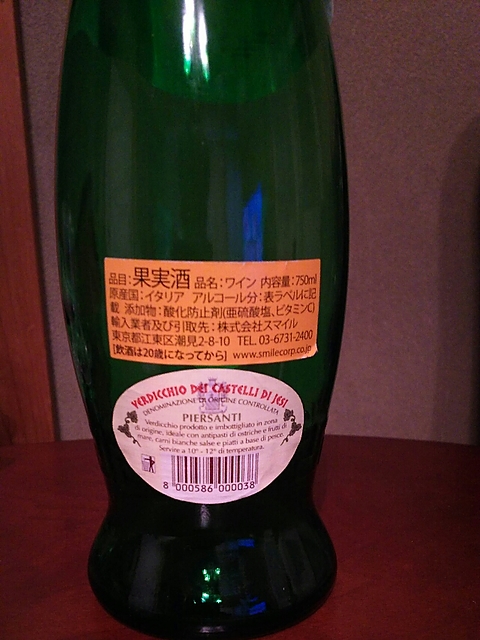 品目:果実酒 品名:ワイン 内容量:750ml
原産国:イタリア アルコール分:表ラベルに記
載 添加物:酸化防止剤(亜硫酸塩、ビタミンC)
輸入業者及び引取先:株式会社スマイル
東京都江東区潮見2-8-10 TEL. 03-6731-2400
[飲酒は20歳になってから] www.smilecorp.co.jp
VERDICCHIO DEI CASTELLI DI JESI
DENOMINAZIONE DI ORIGINE CONTROLLATA
PIERSANTI
Verdicchio prodotto e imbottigliato in zona
di origine, ideale con antipasti di ostriche e frutti di
mare, carni bianche salse e piatti a base di pesce.
Servire a 10° - 12° di temperatura.
8 000586 000038